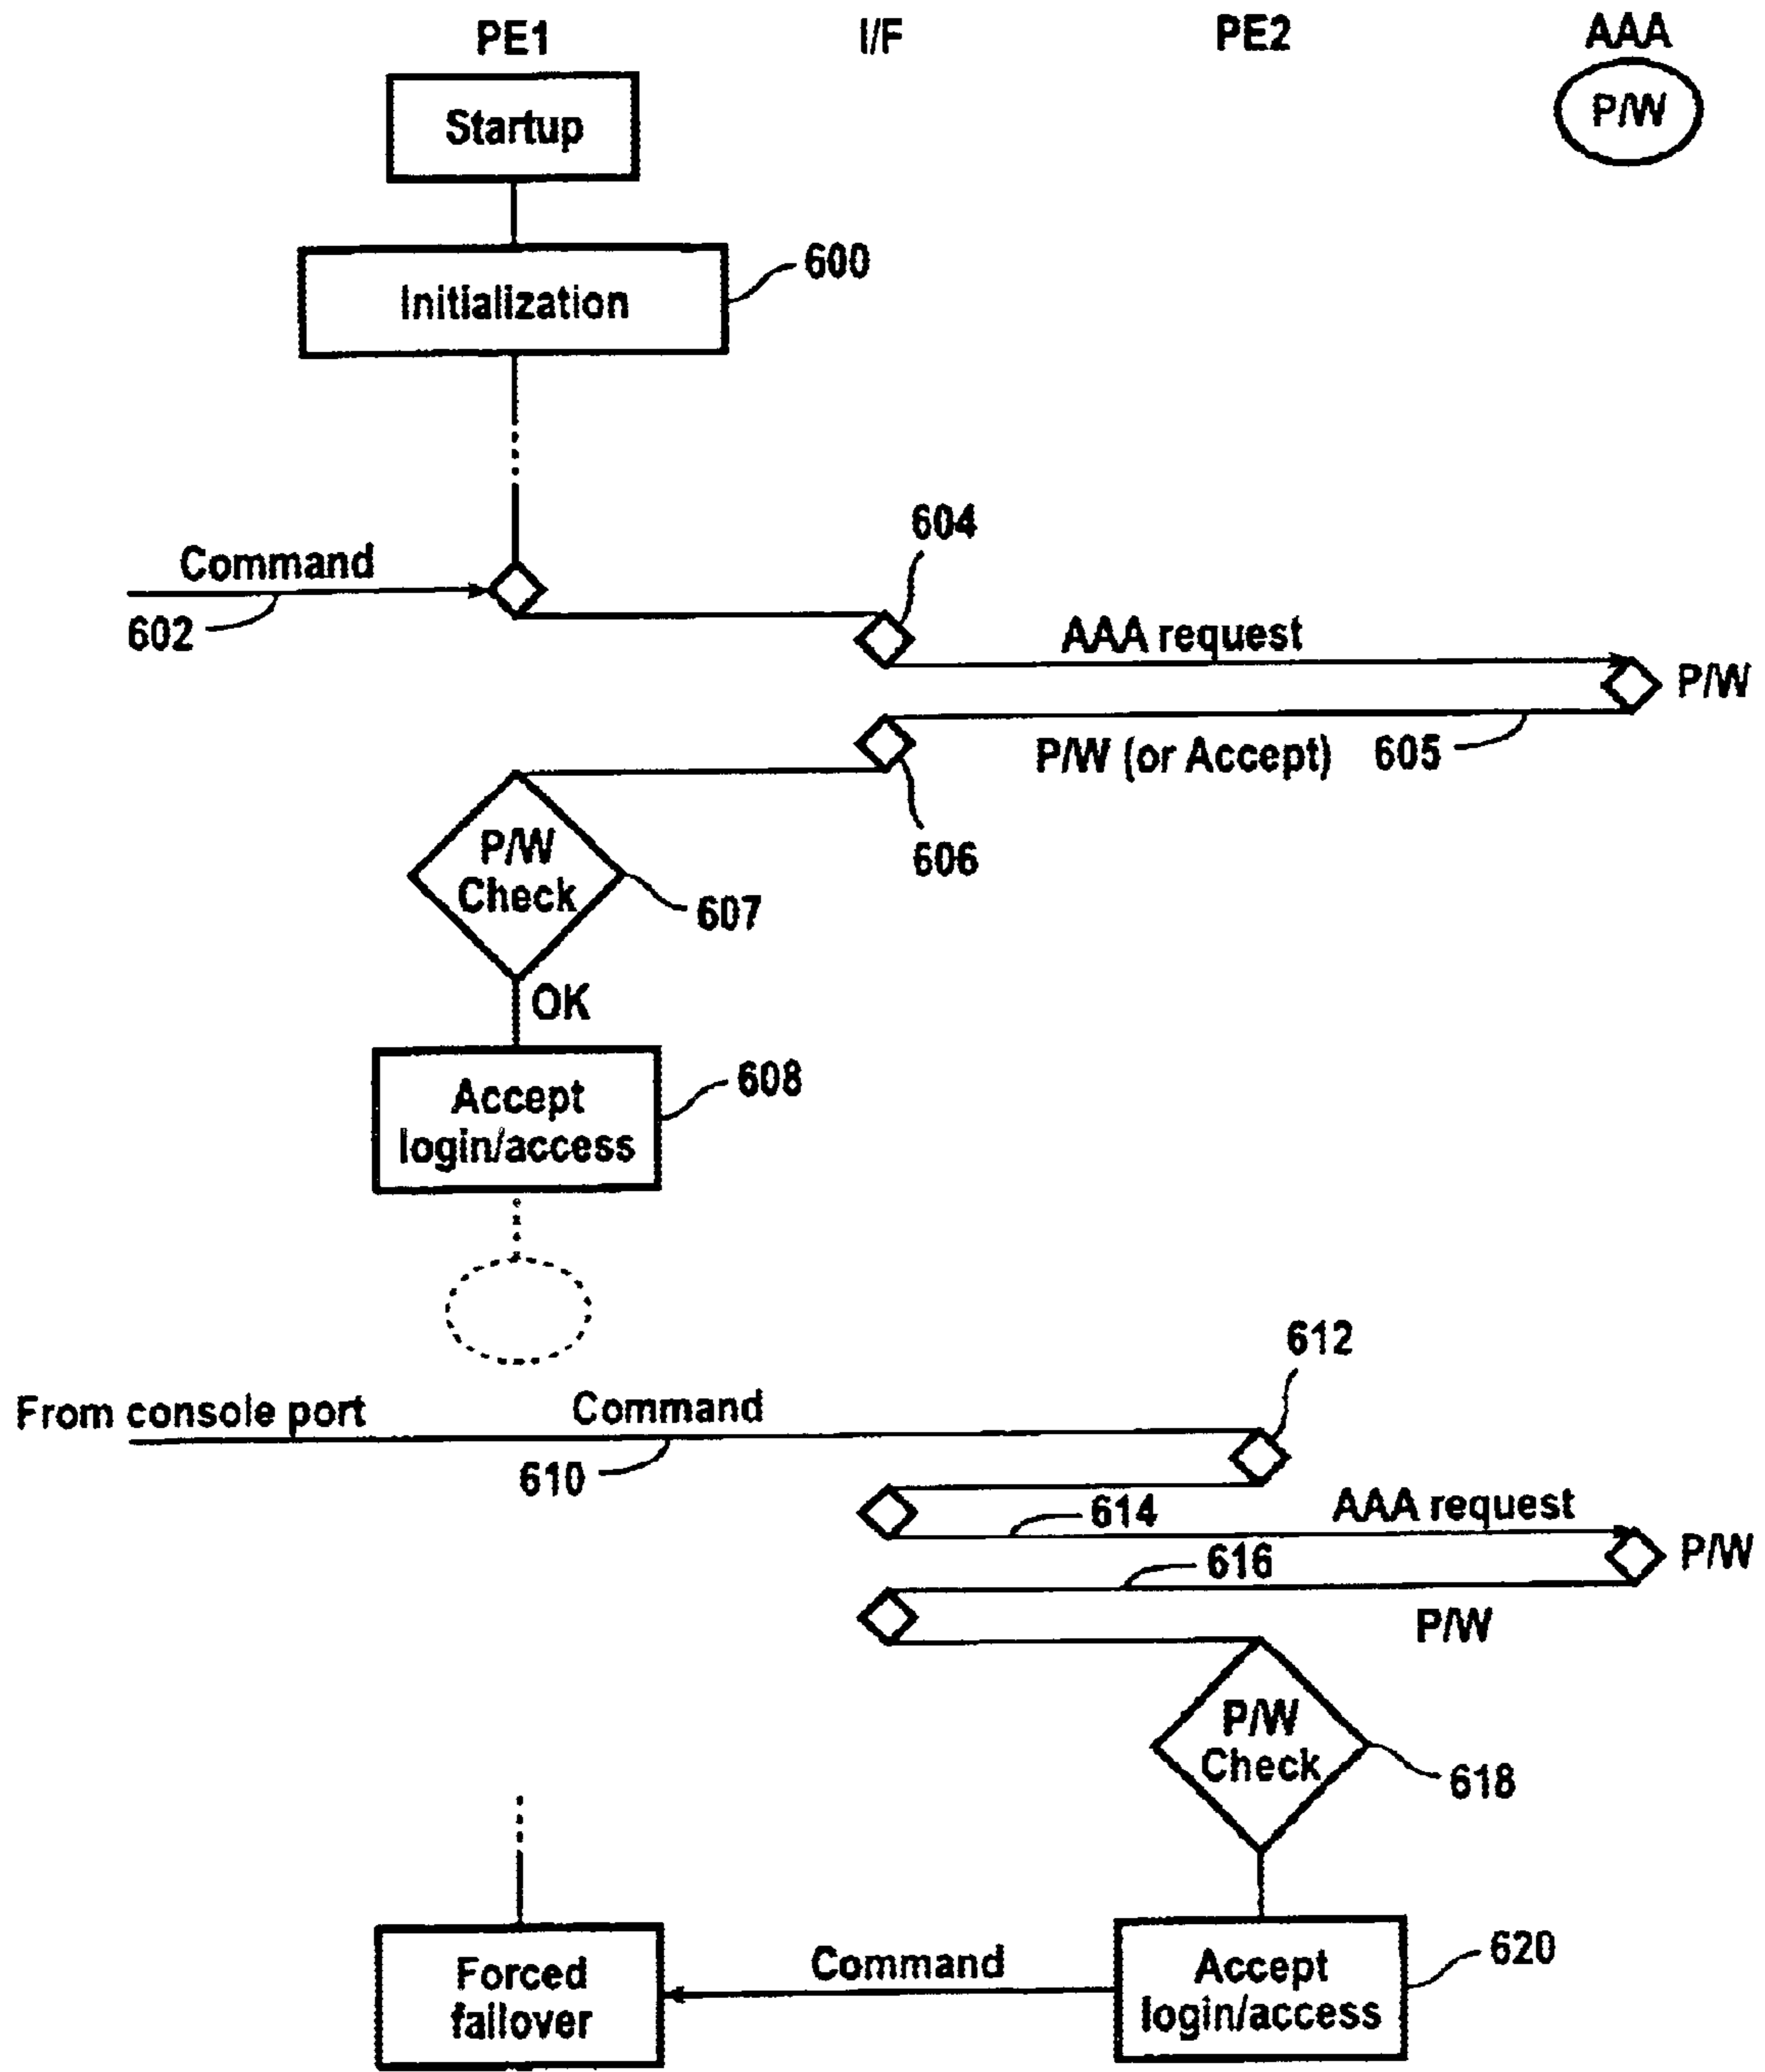 PE1 I/F PE2 AAA
Startup
P/W
600
Initialization
604
Command
602
AAA request
P/W
P/W (or Accept) 605
P/W
Check
606
607
OK
608
Accept
login/access
612
From console port Command
610
614 AAA request
616
P/W
P/W
P/W
Check
618
620
Forced
failover
Command
Accept
login/access